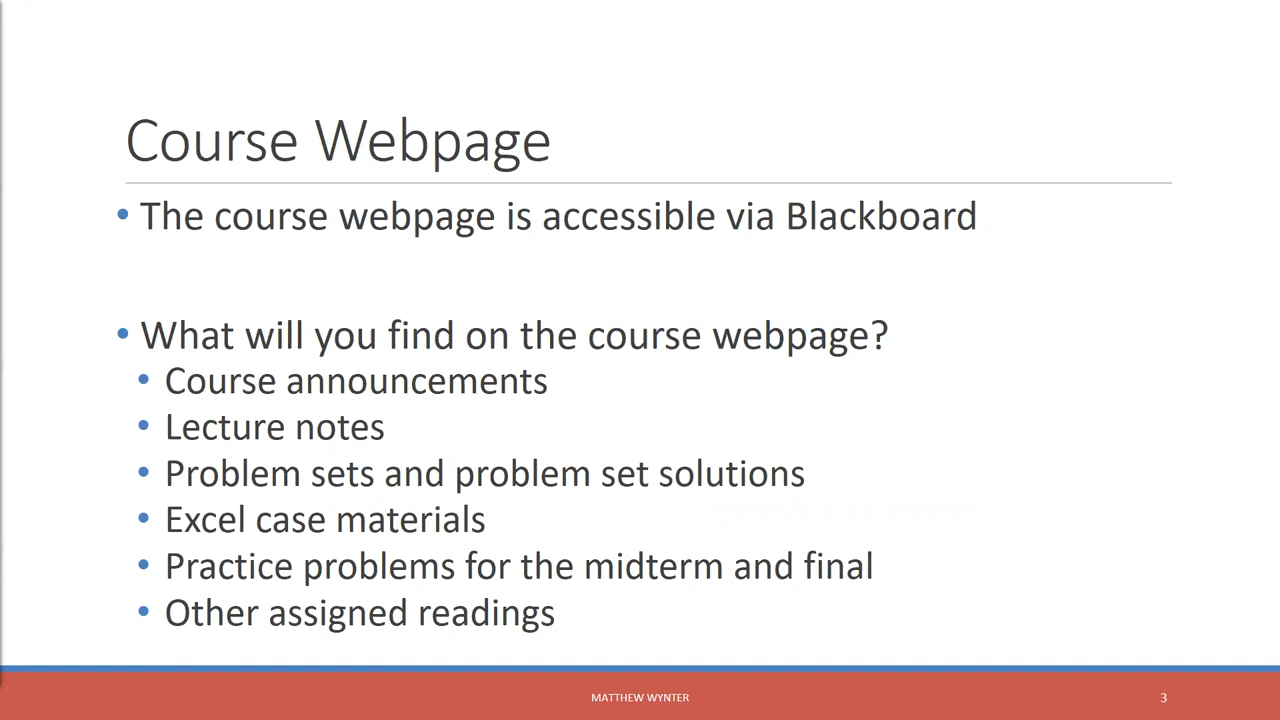 Course Webpage
• The course webpage is accessible via Blackboard
• What will you find on the course webpage?
• Course announcements
• Lecture notes
• Problem sets and problem set solutions
• Excel case materials
• Practice problems for the midterm and final
• Other assigned readings
MATTHEW WYNTER
3